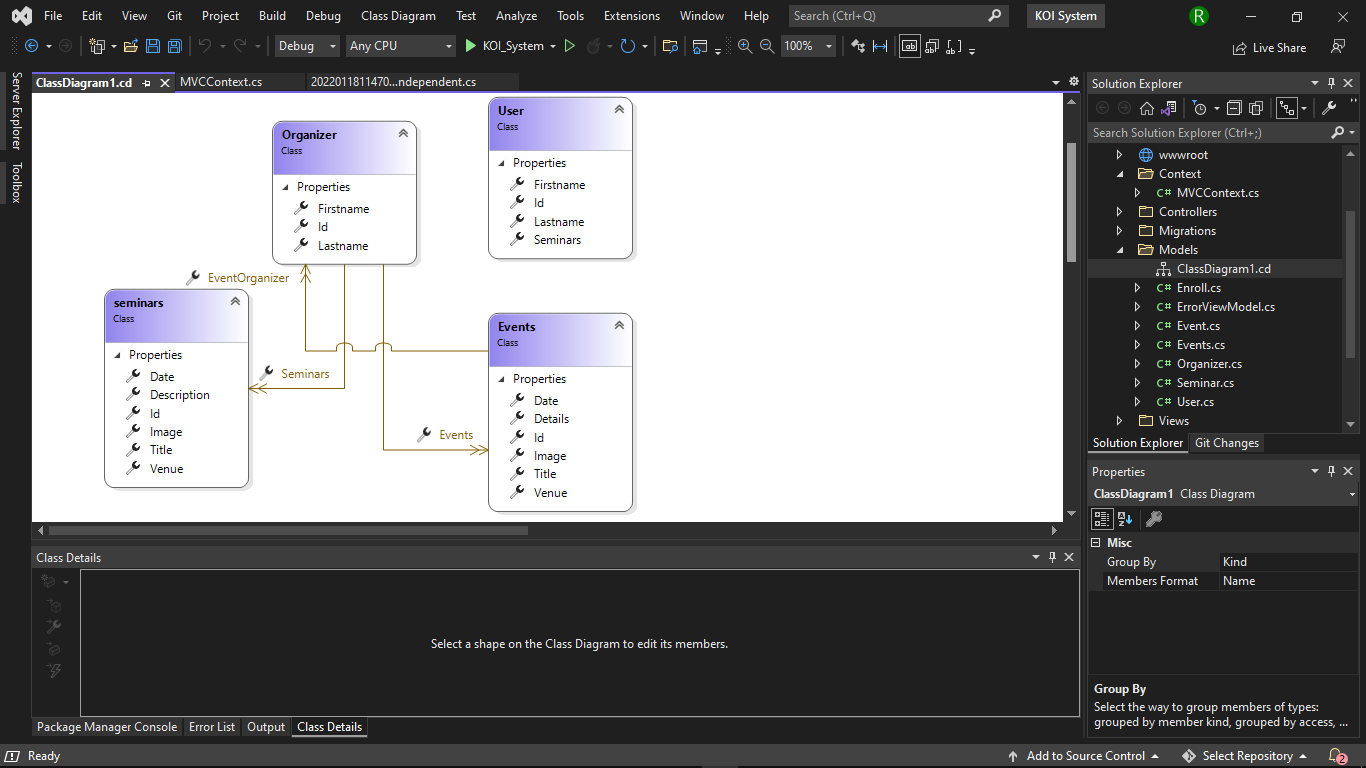 File Edit View Git Project Build Debug Class Diagram Test Analyze Tools Extensions Window Help Search (Ctrl+Q) KOI System R
Debug Any CPU KOI_System 100% Live Share
Server Explorer
Toolbox
ClassDiagram1.cd MVCContext.cs 2022011811470...ndependent.cs
User
Class
Properties
Firstname
Id
Lastname
Seminars
Organizer
Class
Properties
Firstname
Id
Lastname
EventOrganizer
seminars
Class
Properties
Date
Description
Id
Image
Title
Venue
Seminars
Events
Events
Class
Properties
Date
Details
Id
Image
Title
Venue
Class Details
Select a shape on the Class Diagram to edit its members.
Package Manager Console Error List Output Class Details
Solution Explorer
Search Solution Explorer (Ctrl+;)
wwwroot
Context
C# MVCContext.cs
Controllers
Migrations
Models
ClassDiagram1.cd
C# Enroll.cs
C# ErrorViewModel.cs
C# Event.cs
C# Events.cs
C# Organizer.cs
C# Seminar.cs
C# User.cs
Views
Solution Explorer Git Changes
Properties
ClassDiagram1 Class Diagram
Misc
Group By Kind
Members Format Name
Group By
Select the way to group members of types:
grouped by member kind, grouped by access, ...
Ready Add to Source Control Select Repository 2